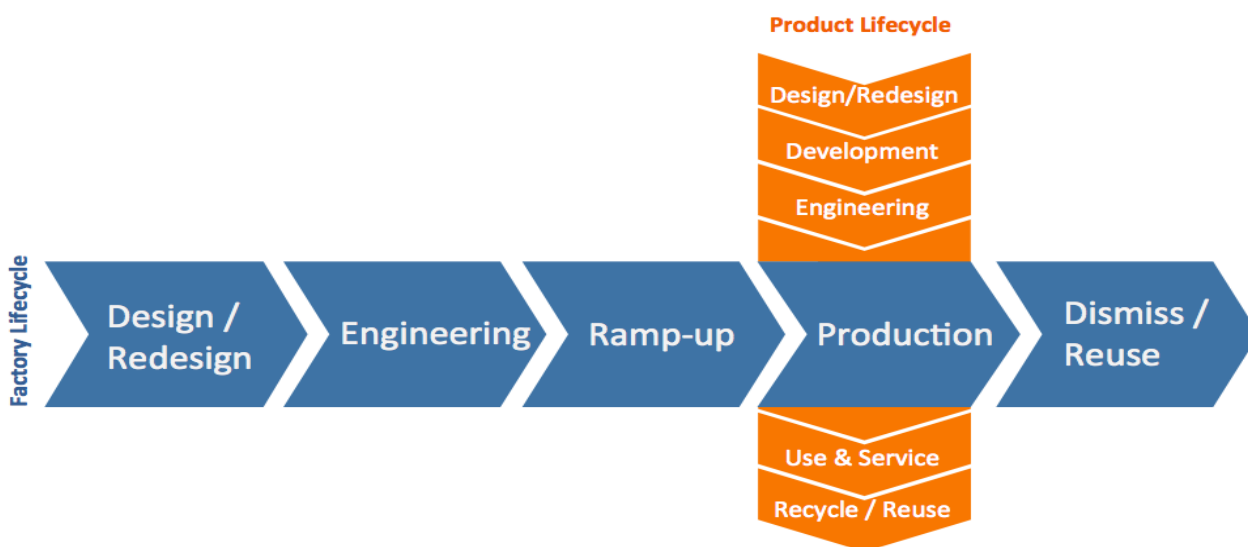 Product Lifecycle
Design/Redesign
Development
Engineering
Factory Lifecycle
Design /
Redesign
Engineering
Ramp-up
Production
Dismiss /
Reuse
Use & Service
Recycle / Reuse